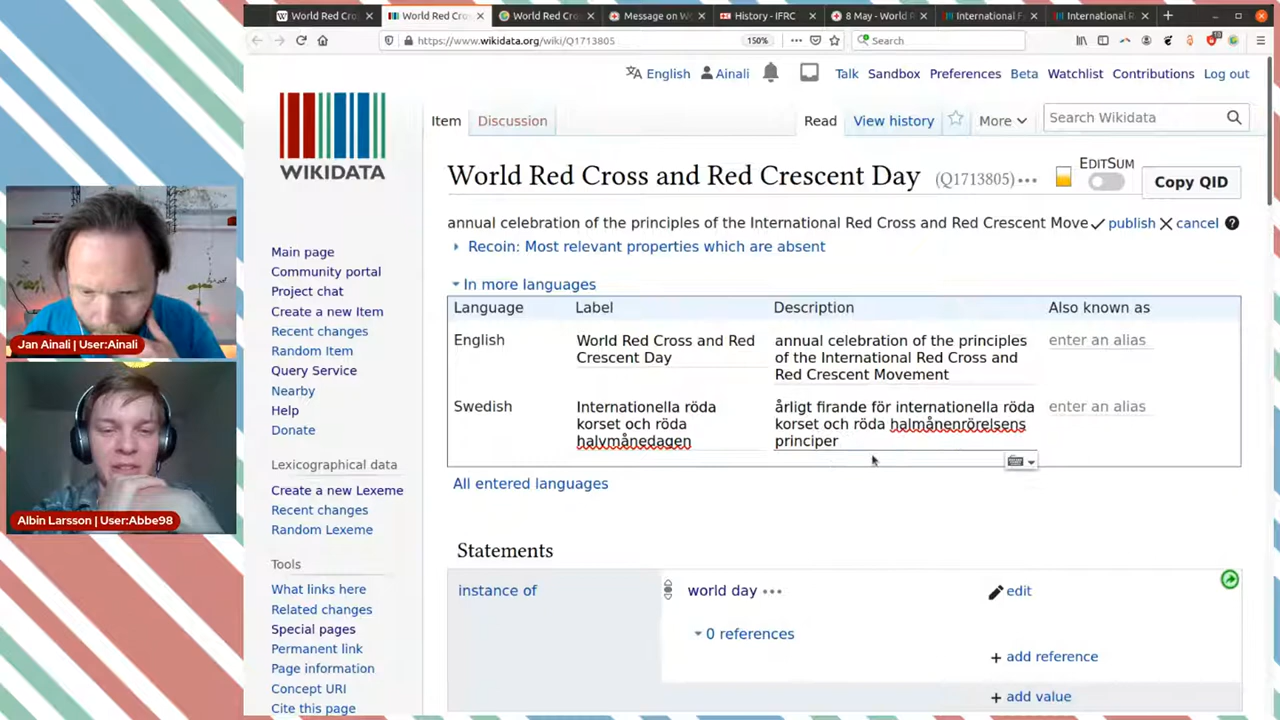 World Red Cro
World Red Cros
World Red Cro
Message on Wo
History - IFRC
8 May - World R
International F
International R
https://www.wikidata.org/wiki/Q1713805
150%
Search
English
Ainali
Talk
Sandbox
Preferences
Beta
Watchlist
Contributions
Log out
WIKIDATA
Item
Discussion
Read
View history
More
Search Wikidata
World Red Cross and Red Crescent Day (Q1713805)
EDITSUM
Copy QID
annual celebration of the principles of the International Red Cross and Red Crescent Move publish cancel
Recoin: Most relevant properties which are absent
In more languages
Language Label Description Also known as
English
World Red Cross and Red
Crescent Day
annual celebration of the principles
of the International Red Cross and
Red Crescent Movement
enter an alias
Swedish
Internationella röda
korset och röda
halvmånedagen
årligt firande för internationella röda
korset och röda halmånenrörelsens
principer
enter an alias
All entered languages
Statements
instance of
world day
edit
0 references
+ add reference
+ add value
Main page
Community portal
Project chat
Create a new Item
Recent changes
Random Item
Query Service
Nearby
Help
Donate
Lexicographical data
Create a new Lexeme
Recent changes
Random Lexeme
Tools
What links here
Related changes
Special pages
Permanent link
Page information
Concept URI
Cite this page
Jan Ainali | User:Ainali
Albin Larsson | User:Abbe98